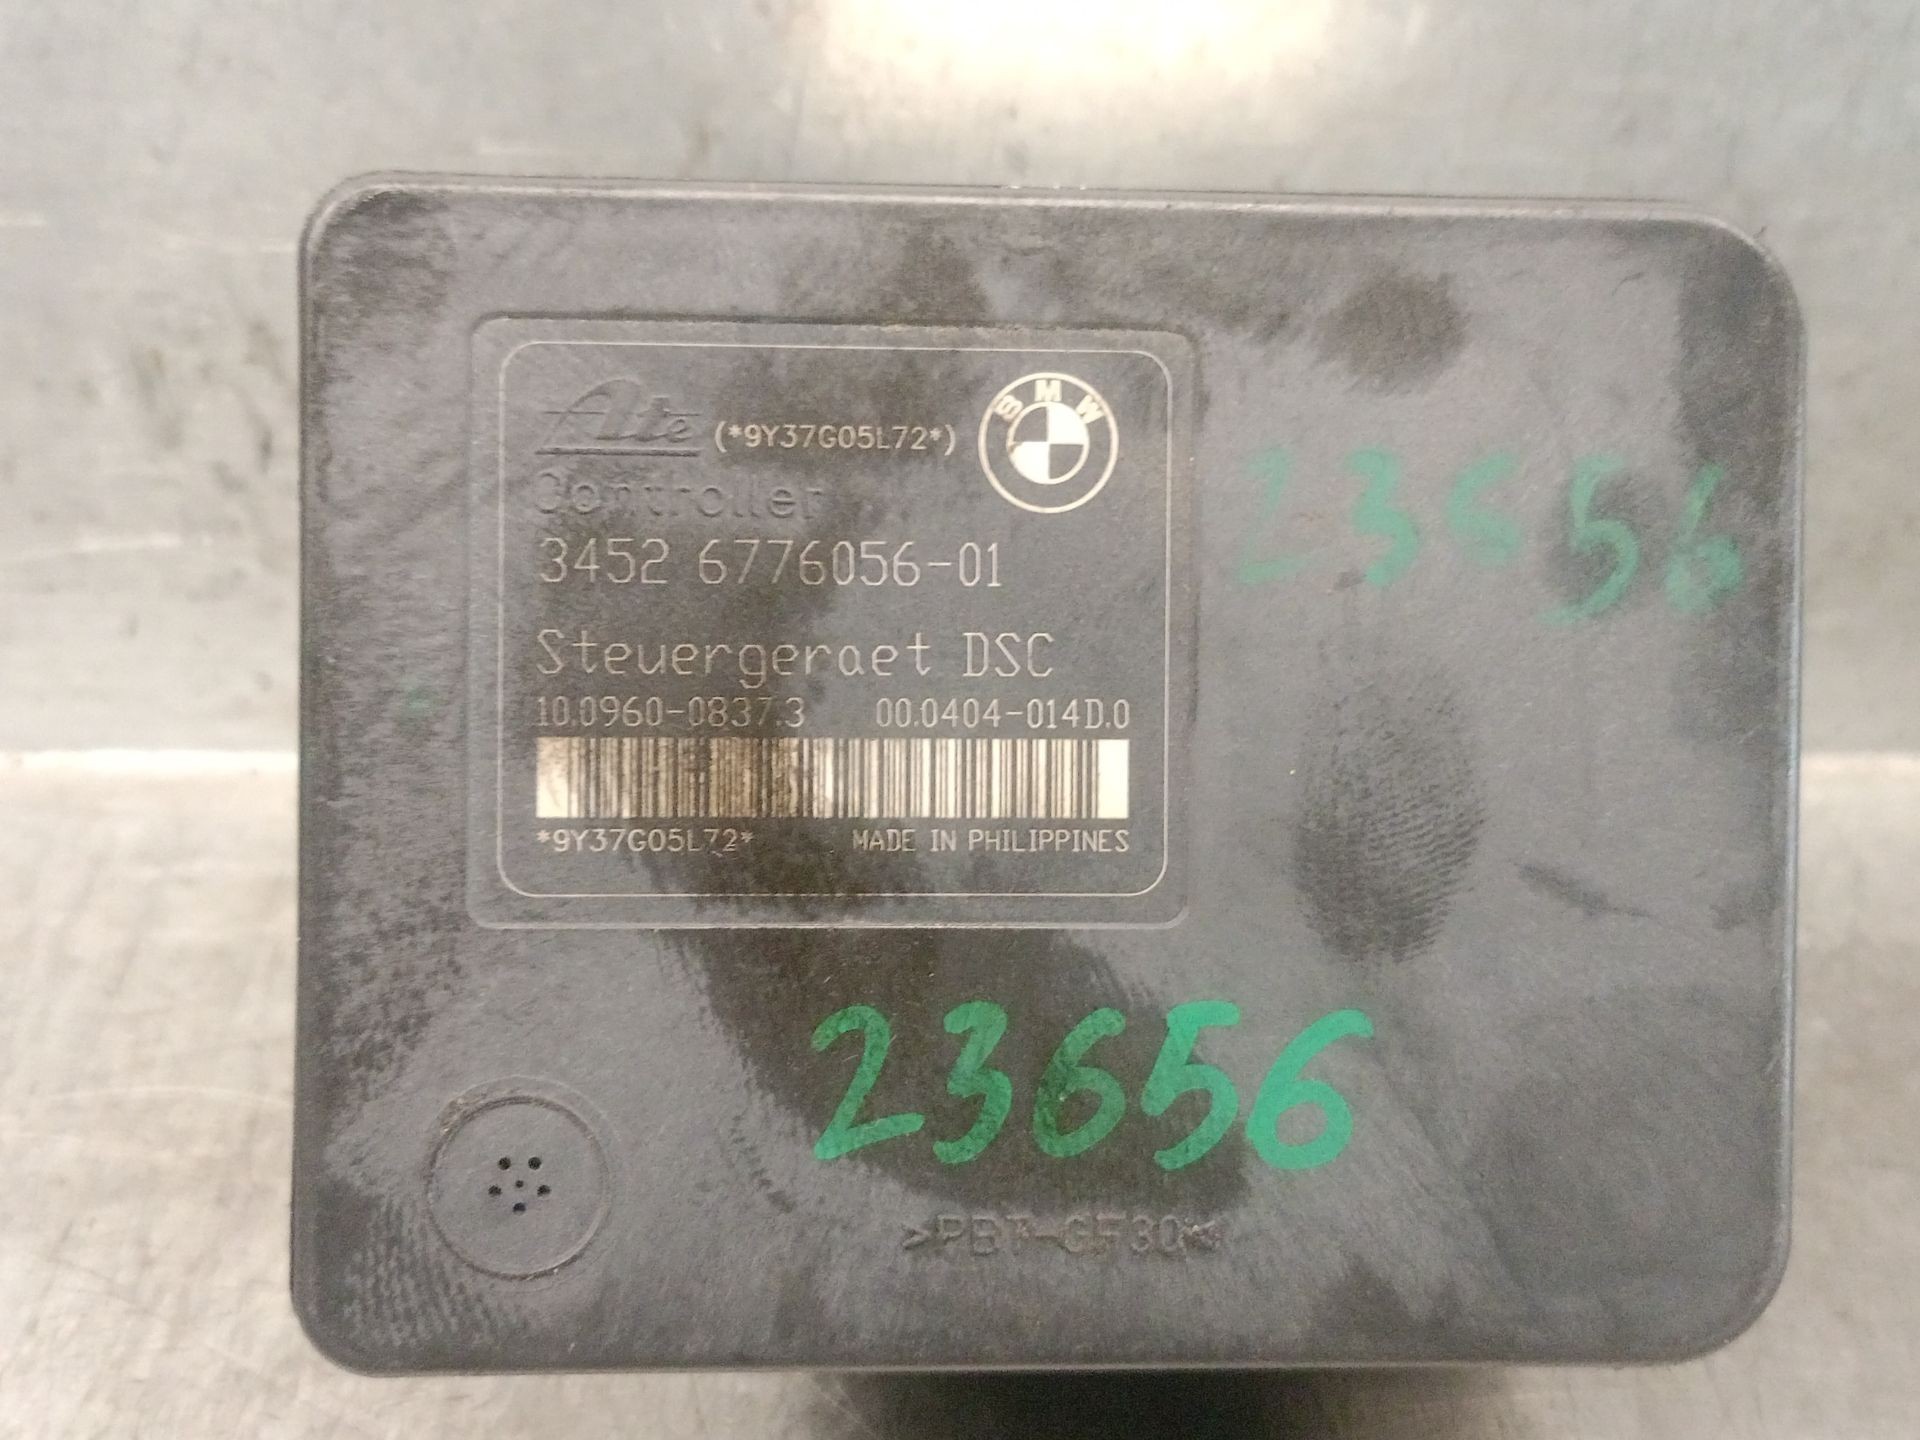 Ate (*9Y37G05L72*) BMW
Controller
3452 6776056-01
Steuergeraet DSC
10.0960-0837.3 00.0404-014D.0
*9Y37G05L72* MADE IN PHILIPPINES
23656
23656
>PBT-GF30<